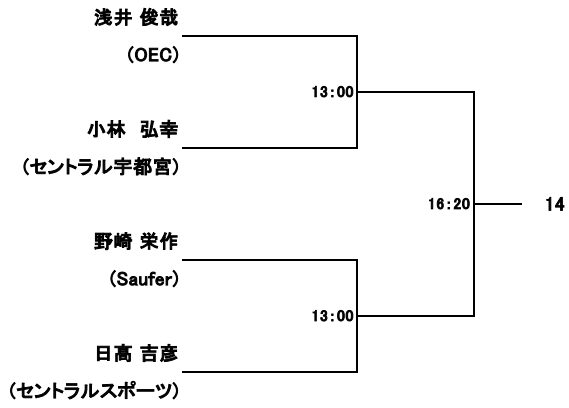 浅井 俊哉
(OEC)
13:00
小林　弘幸
(セントラル宇都宮)
16:20
14
野崎 栄作
(Saufer)
13:00
日高 吉彦
(セントラルスポーツ)